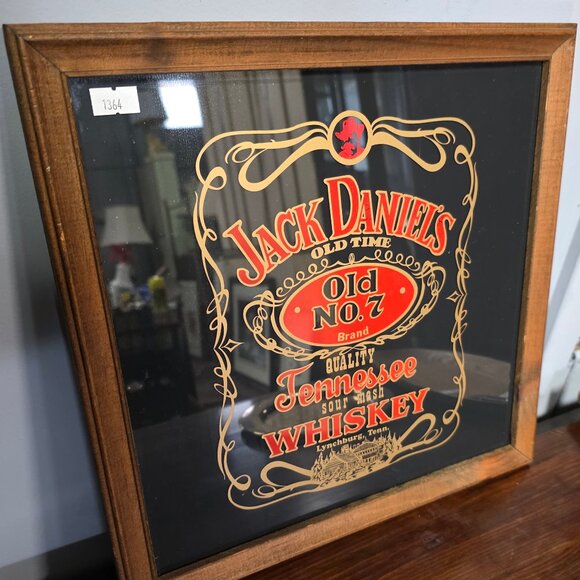 1364
JACK DANIEL'S
OLD TIME
Old
NO.7
Brand
QUALITY
Tennessee
sour mash
WHISKEY
Lynchburg, Tenn.